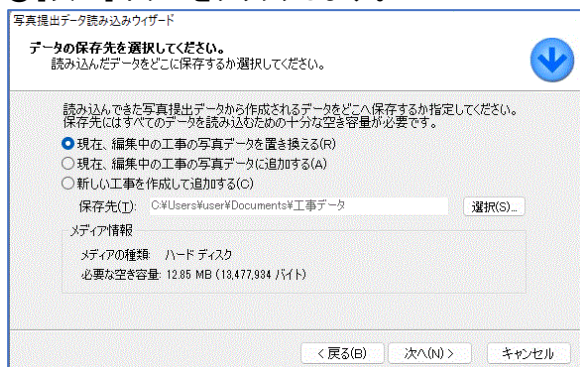 写真提出データ読み込みウィザード
データの保存先を選択してください。
読み込んだデータをどこに保存するか選択してください。
読み込んできた写真提出データから作成されるデータをどこへ保存するか指定してください。
保存先にはすべてのデータを読み込むための十分な空き容量が必要です。
現在、編集中の工事の写真データを置き換える(R)
現在、編集中の工事の写真データに追加する(A)
新しい工事を作成して追加する(C)
保存先(T): C:¥Users¥user¥Documents¥工事データ 選択(S)...
メディア情報
メディアの種類: ハード ディスク
必要な空き容量: 12.85 MB (13,477,934 バイト)
< 戻る(B) 次へ(N) > キャンセル